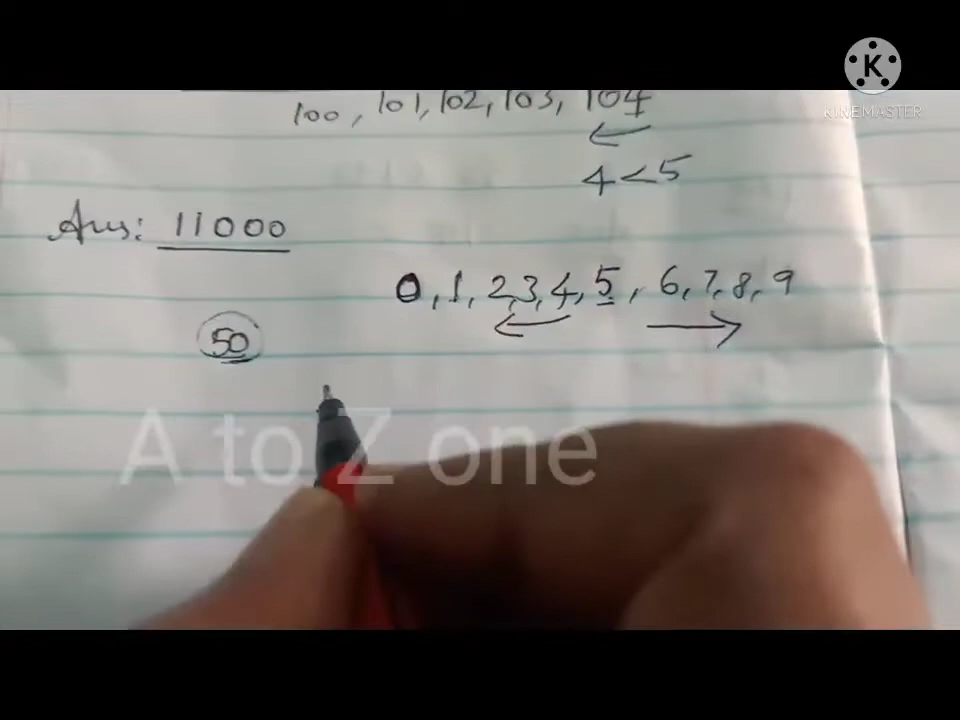 KINEMASTER
100, 101, 102, 103, 104
4<5
Ans: 11000
0, 1, 2, 3, 4, 5, 6, 7, 8, 9
50
A to Z one